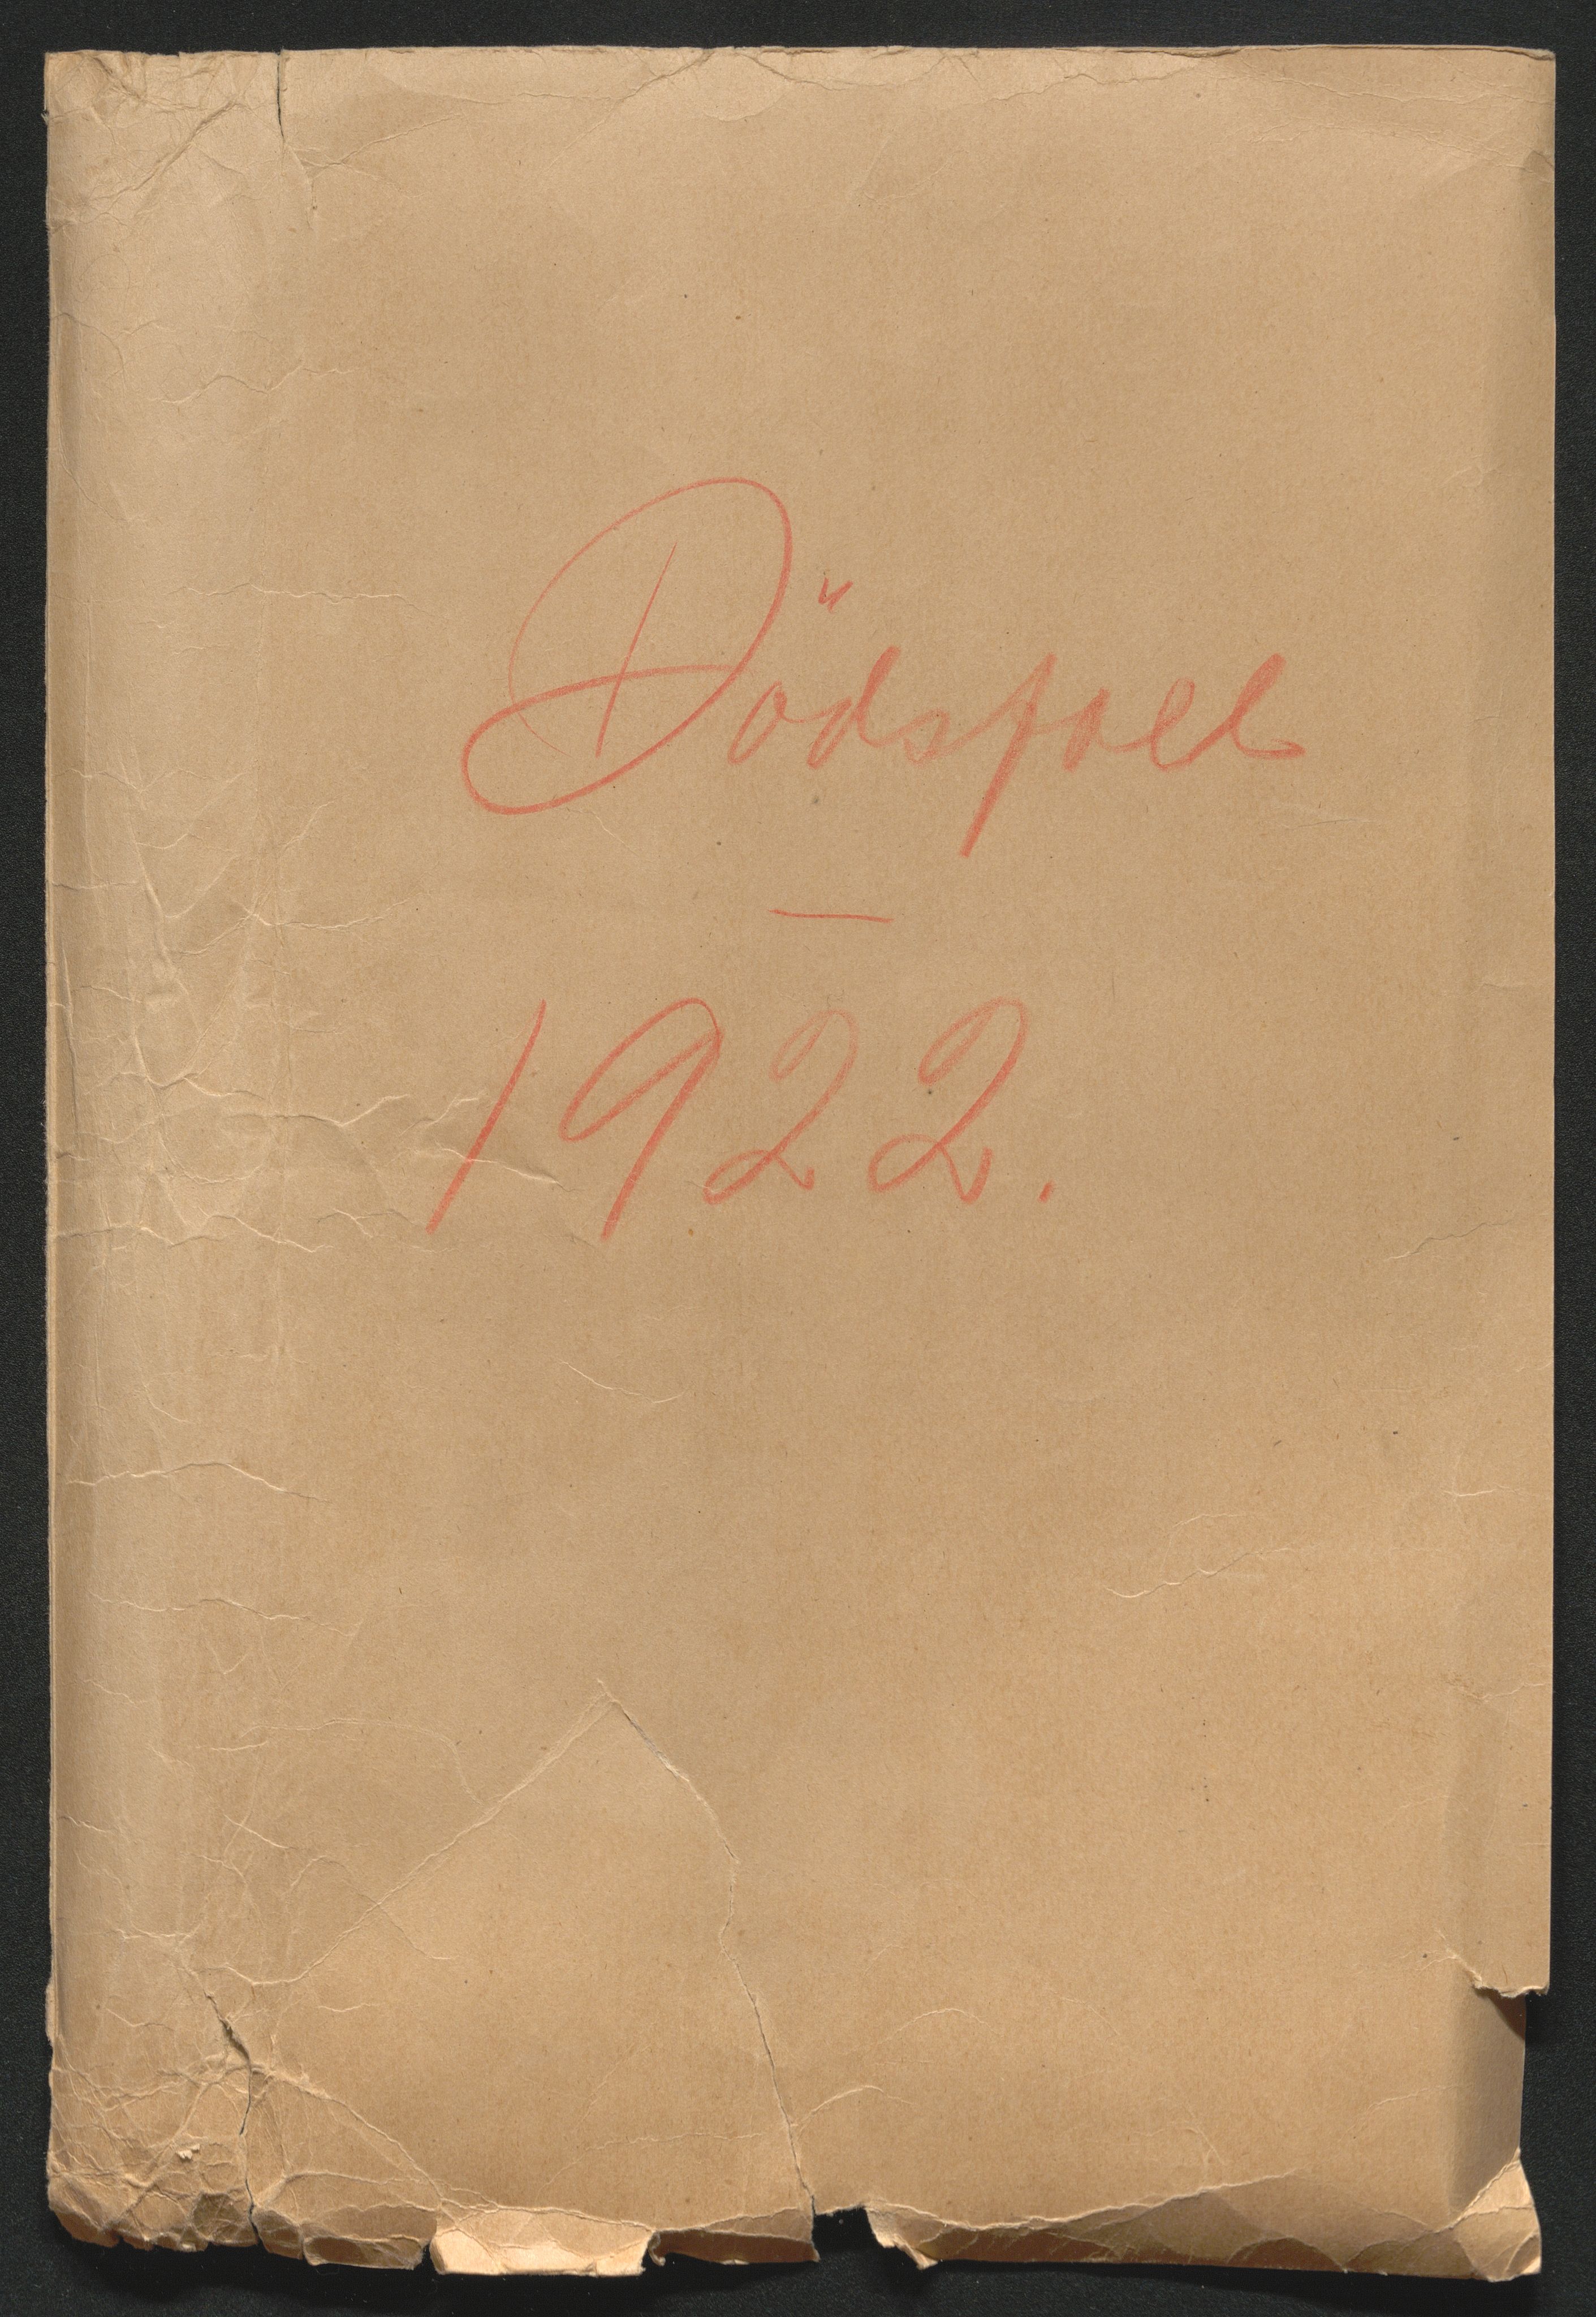 Dödsfall
—
1922.